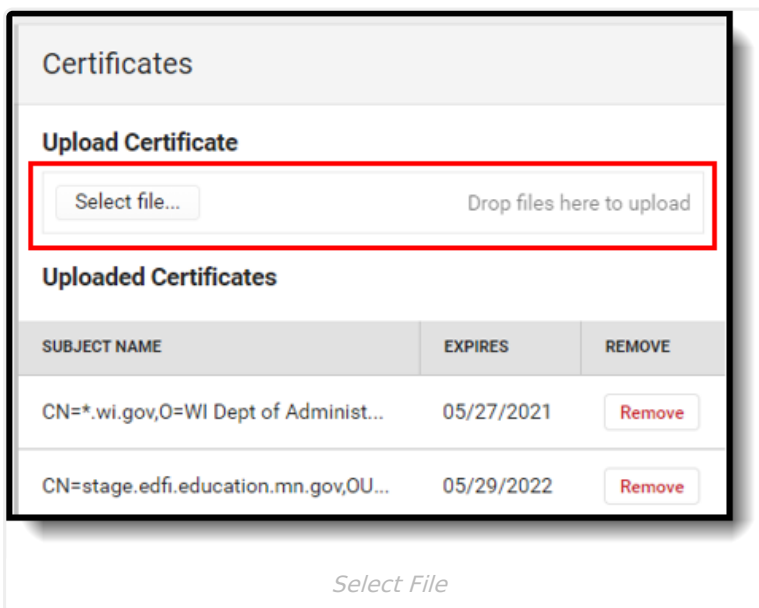 Certificates
Upload Certificate
Select file... Drop files here to upload
Uploaded Certificates
SUBJECT NAME EXPIRES REMOVE
CN=*.wi.gov,O=WI Dept of Administ... 05/27/2021 Remove
CN=stage.edfi.education.mn.gov,OU... 05/29/2022 Remove
Select File